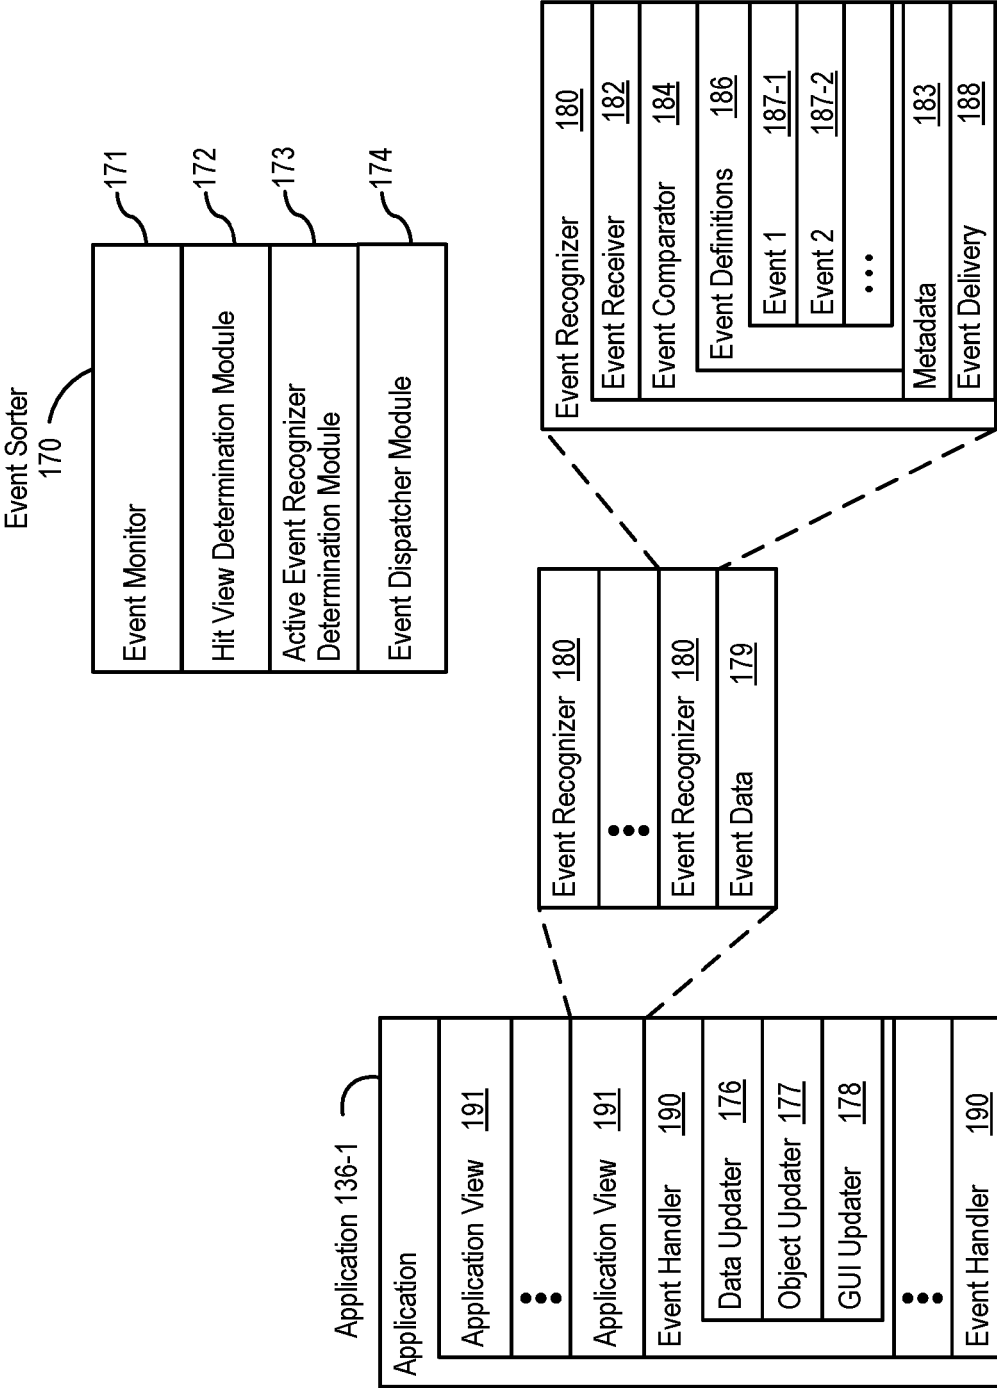 Event Sorter
170
Event Monitor
171
Hit View Determination Module
172
Active Event Recognizer
Determination Module
173
Event Dispatcher Module
174
Application 136-1
Application
Application View 191
Application View 191
Event Handler 190
Data Updater 176
Object Updater 177
GUI Updater 178
Event Handler 190
Event Recognizer 180
Event Recognizer 180
Event Data 179
Event Recognizer 180
Event Receiver 182
Event Comparator 184
Event Definitions 186
Event 1 187-1
Event 2 187-2
Metadata 183
Event Delivery 188